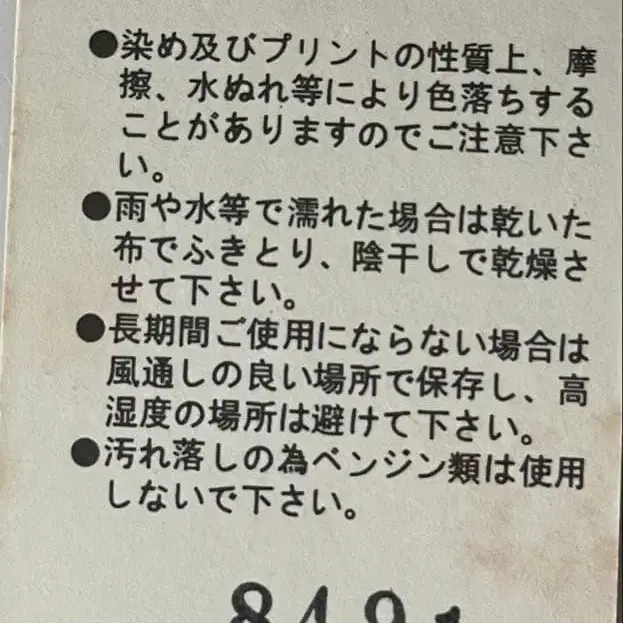 ●染め及びプリントの性質上、摩
擦、水ぬれ等により色落ちする
ことがありますのでご注意下さ
い。
●雨や水等で濡れた場合は乾いた
布でふきとり、陰干しで乾燥さ
せて下さい。
●長期間ご使用にならない場合は
風通しの良い場所で保存し、高
湿度の場所は避けて下さい。
●汚れ落しの為ベンジン類は使用
しないで下さい。